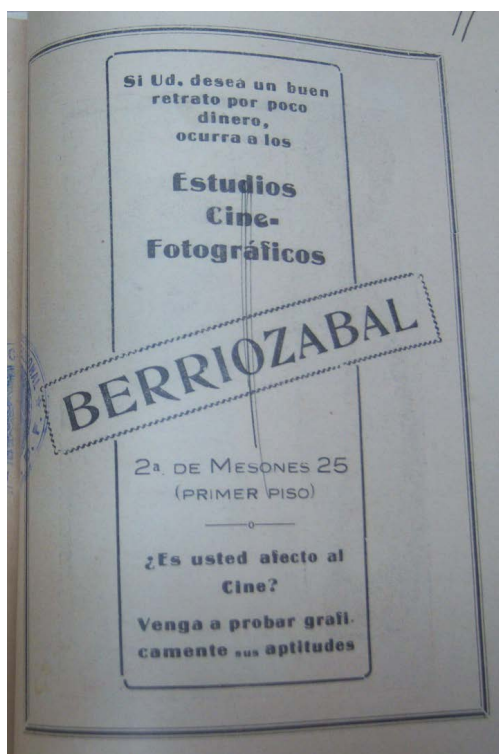 11
Si Ud. desea un buen
retrato por poco
dinero,
ocurra a los
Estudios
Cine-
Fotográficos
BERRIOZABAL
2ª. DE MESONES 25
(PRIMER PISO)
¿Es usted afecto al
Cine?
Venga a probar grafi-
camente sus aptitudes